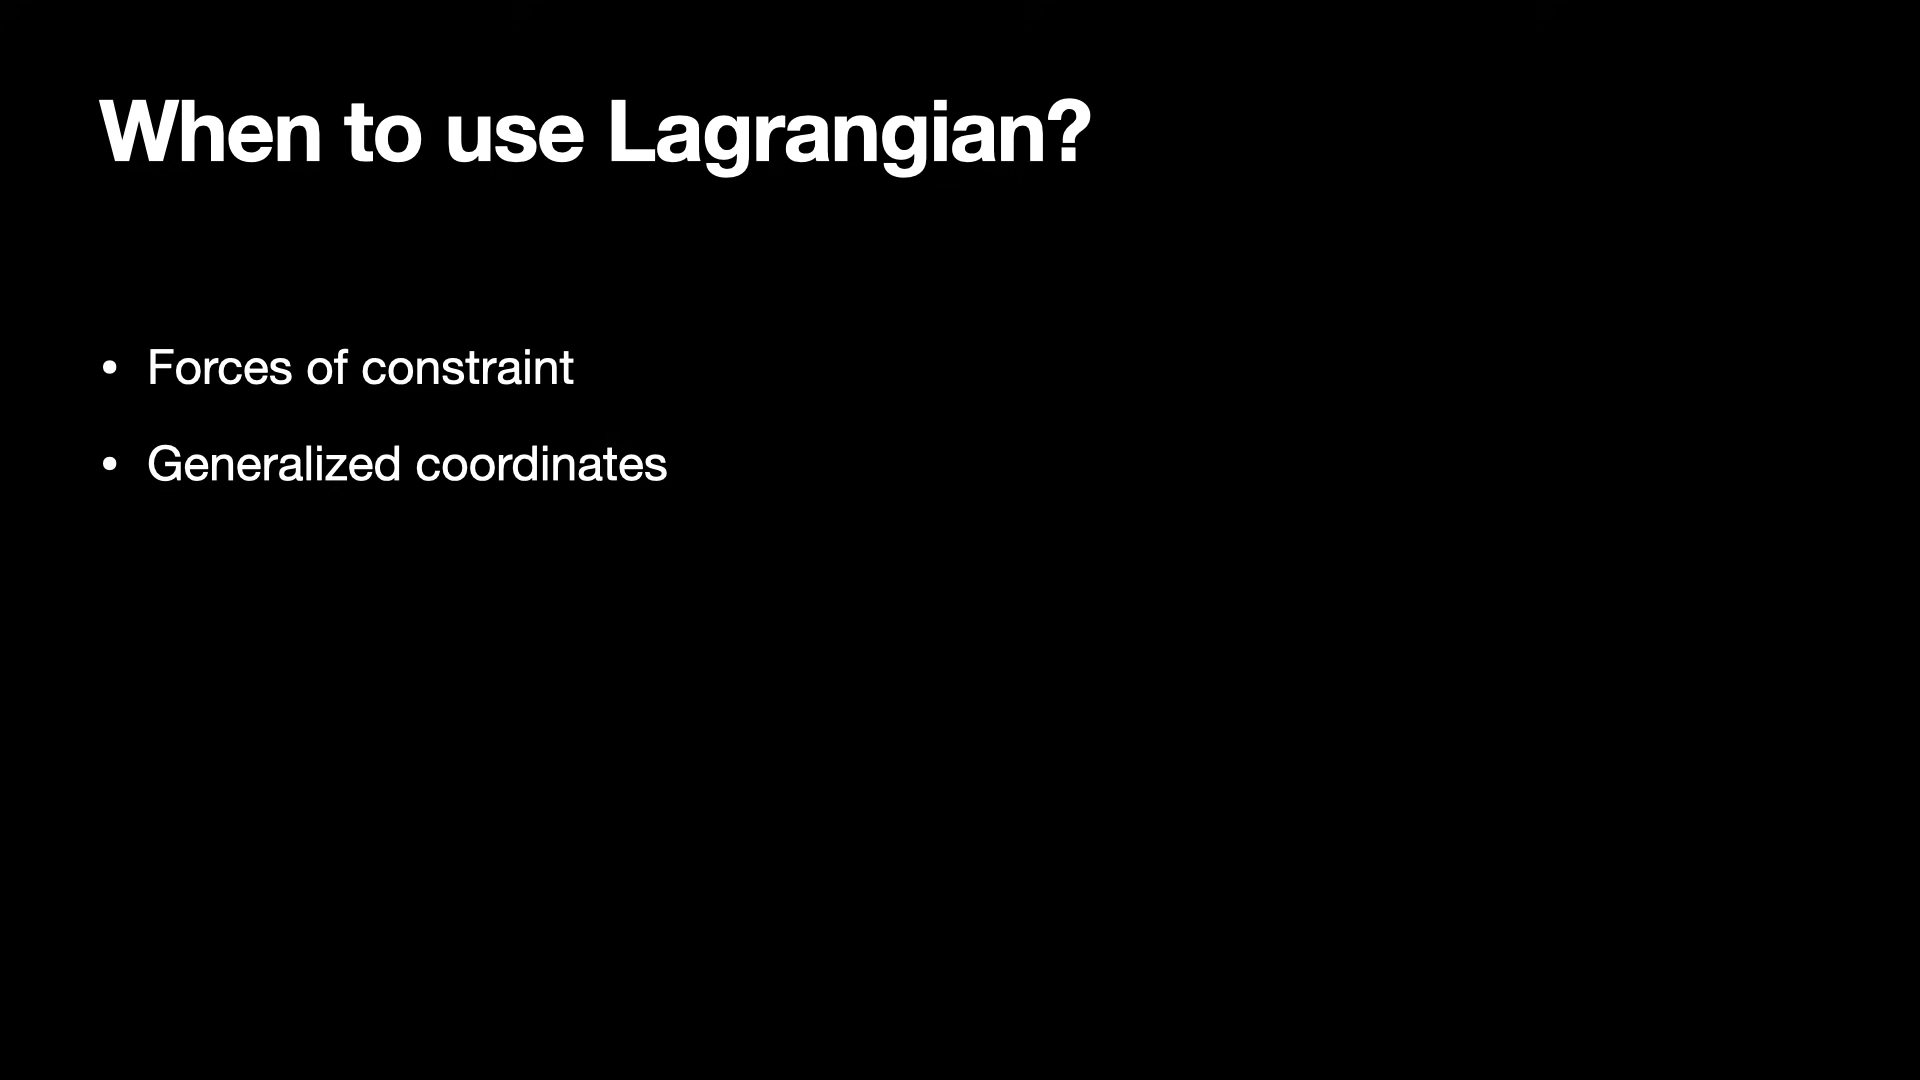 When to use Lagrangian?
• Forces of constraint
• Generalized coordinates